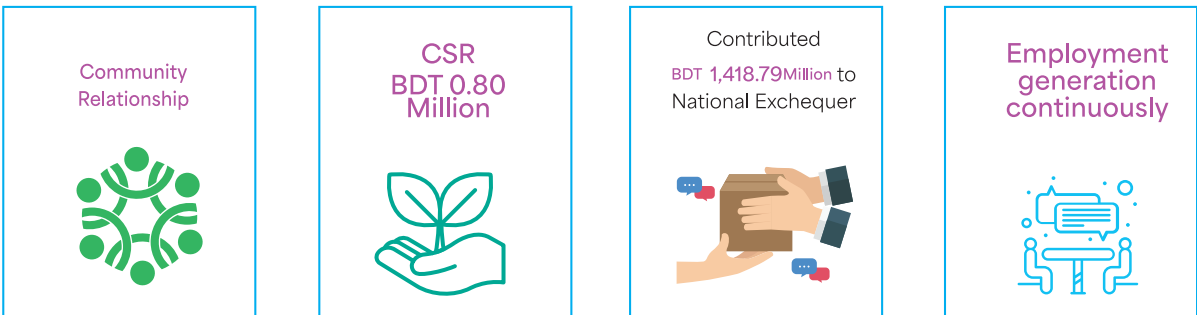 Community
Relationship
CSR
BDT 0.80
Million
Contributed
BDT 1,418.79Million to
National Exchequer
Employment
generation
continuously